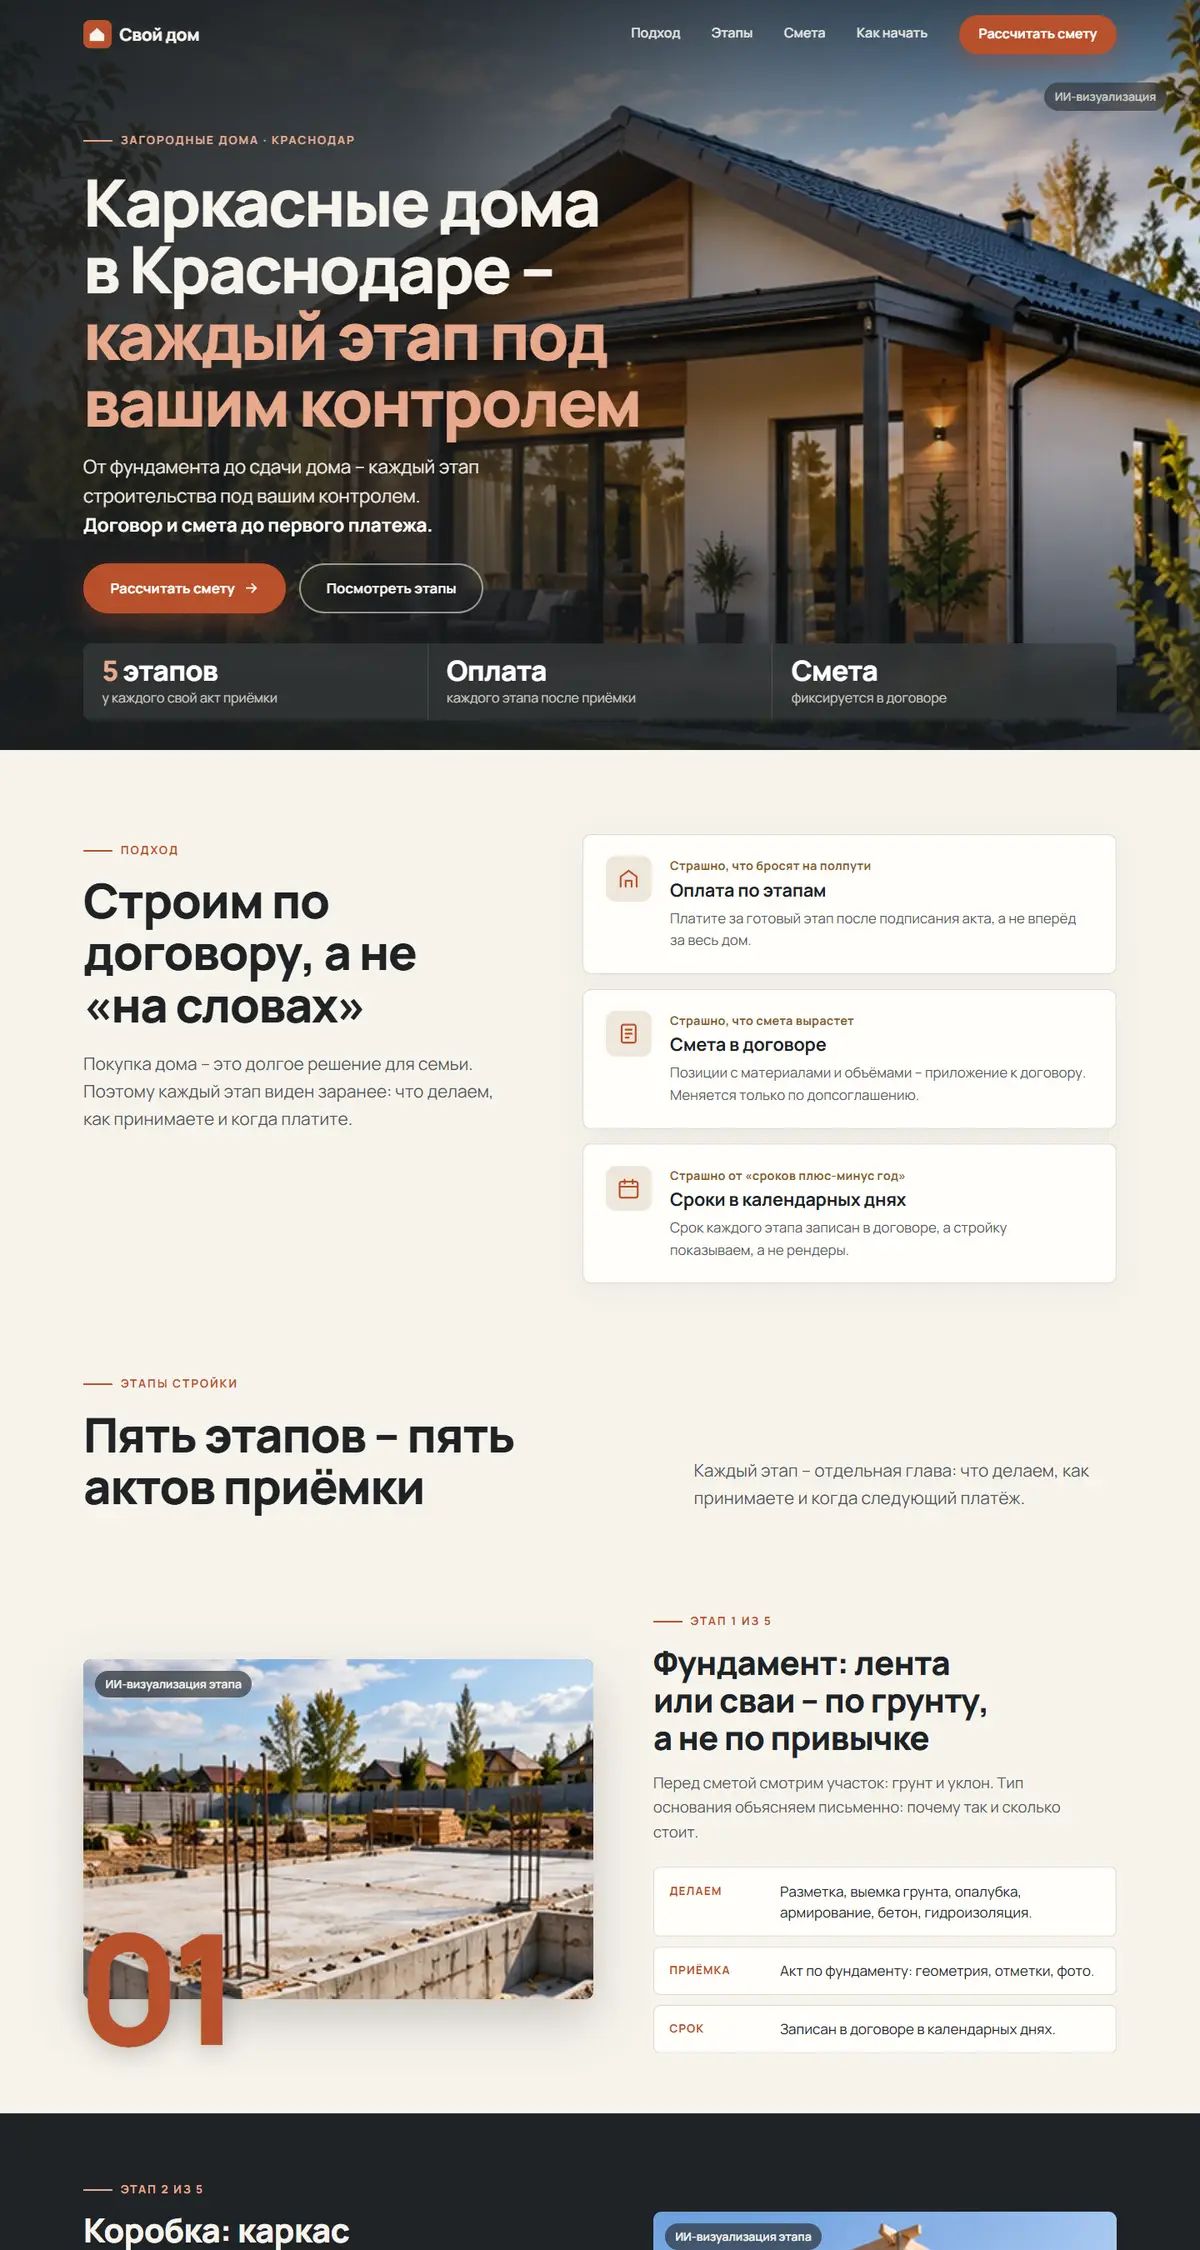 Свой дом
Подход
Этапы
Смета
Как начать
Рассчитать смету
ИИ-визуализация
ЗАГОРОДНЫЕ ДОМА · КРАСНОДАР
Каркасные дома
в Краснодаре –
каждый этап под
вашим контролем
От фундамента до сдачи дома – каждый этап
строительства под вашим контролем.
Договор и смета до первого платежа.
Рассчитать смету →
Посмотреть этапы
5 этапов
у каждого свой акт приёмки
Оплата
каждого этапа после приёмки
Смета
фиксируется в договоре
ПОДХОД
Строим по
договору, а не
«на словах»
Покупка дома – это долгое решение для семьи.
Поэтому каждый этап виден заранее: что делаем,
как принимаете и когда платите.
Страшно, что бросят на полпути
Оплата по этапам
Платите за готовый этап после подписания акта, а не вперёд
за весь дом.
Страшно, что смета вырастет
Смета в договоре
Позиции с материалами и объёмами – приложение к договору.
Меняется только по допсоглашению.
Страшно от «сроков плюс-минус год»
Сроки в календарных днях
Срок каждого этапа записан в договоре, а стройку
показываем, а не рендеры.
ЭТАПЫ СТРОЙКИ
Пять этапов – пять
актов приёмки
Каждый этап – отдельная глава: что делаем, как
принимаете и когда следующий платёж.
ИИ-визуализация этапа
01
ЭТАП 1 ИЗ 5
Фундамент: лента
или сваи – по грунту,
а не по привычке
Перед сметой смотрим участок: грунт и уклон. Тип
основания объясняем письменно: почему так и сколько
стоит.
ДЕЛАЕМ
Разметка, выемка грунта, опалубка,
армирование, бетон, гидроизоляция.
ПРИЁМКА
Акт по фундаменту: геометрия, отметки, фото.
СРОК
Записан в договоре в календарных днях.
ЭТАП 2 ИЗ 5
Коробка: каркас
ИИ-визуализация этапа